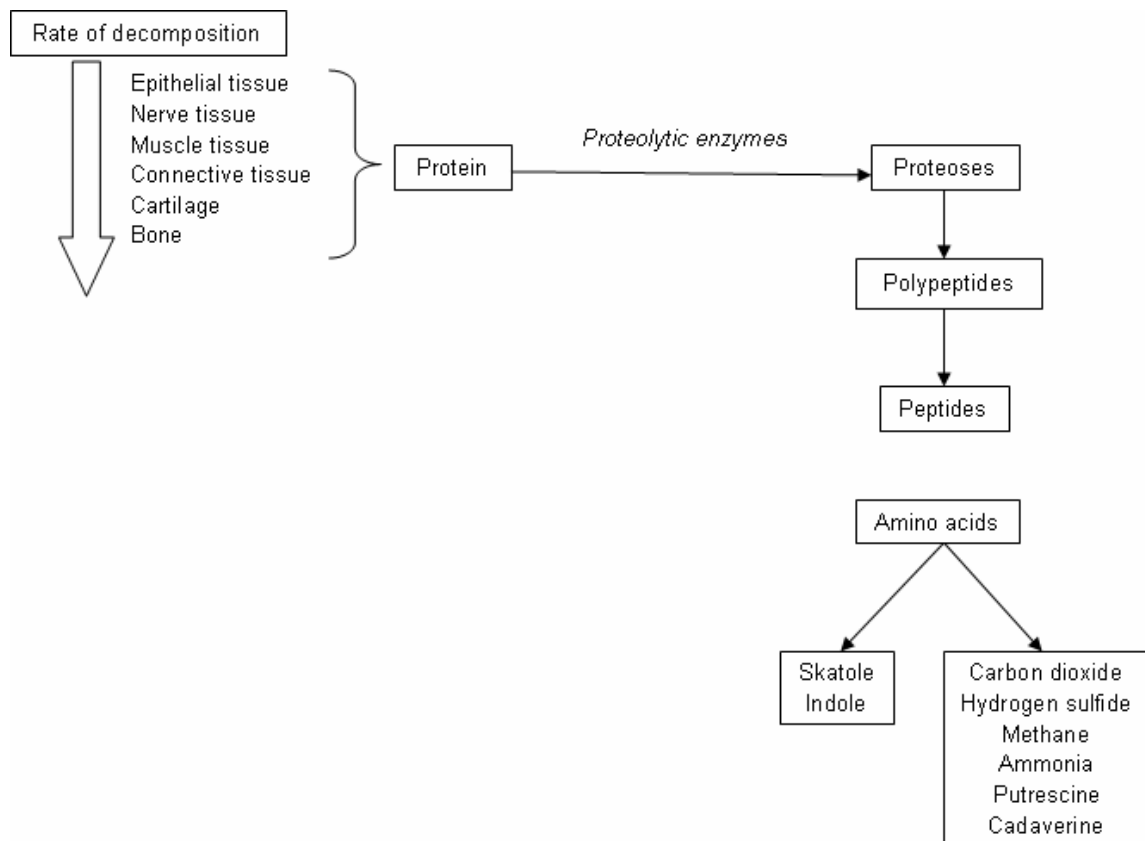 Rate of decomposition
Epithelial tissue
Nerve tissue
Muscle tissue
Connective tissue
Cartilage
Bone
Protein
Proteolytic enzymes
Proteoses
Polypeptides
Peptides
Amino acids
Skatole
Indole
Carbon dioxide
Hydrogen sulfide
Methane
Ammonia
Putrescine
Cadaverine